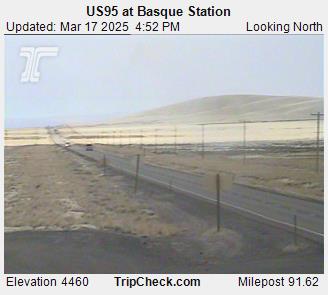 US95 at Basque Station
Updated: Mar 17 2025 4:52 PM Looking North
Elevation 4460 TripCheck.com Milepost 91.62